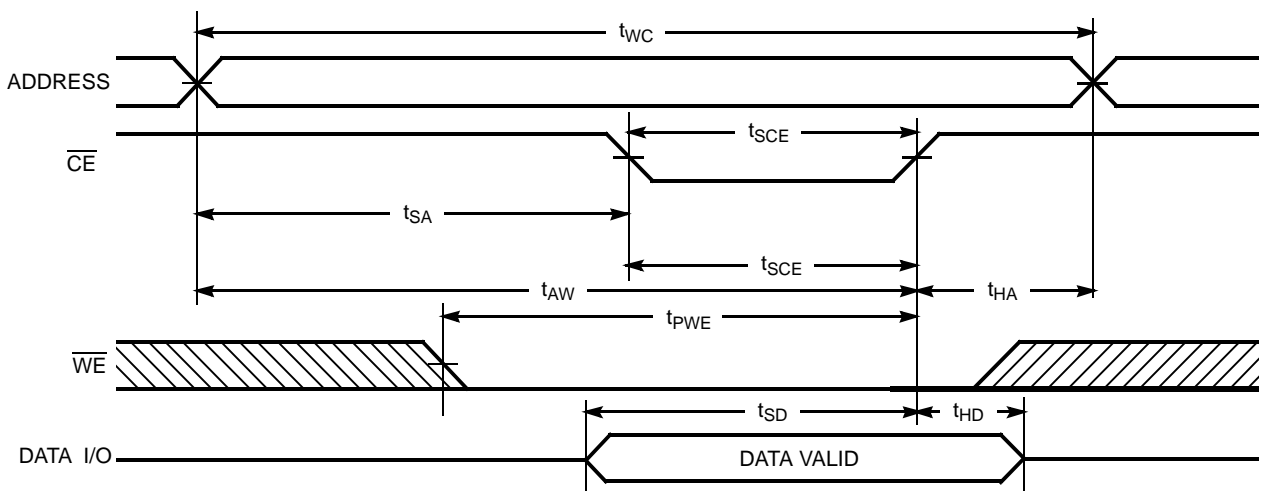 tWC
ADDRESS
tSCE
CE
tSA
tSCE
tAW
tHA
tPWE
WE
tSD
tHD
DATA I/O
DATA VALID